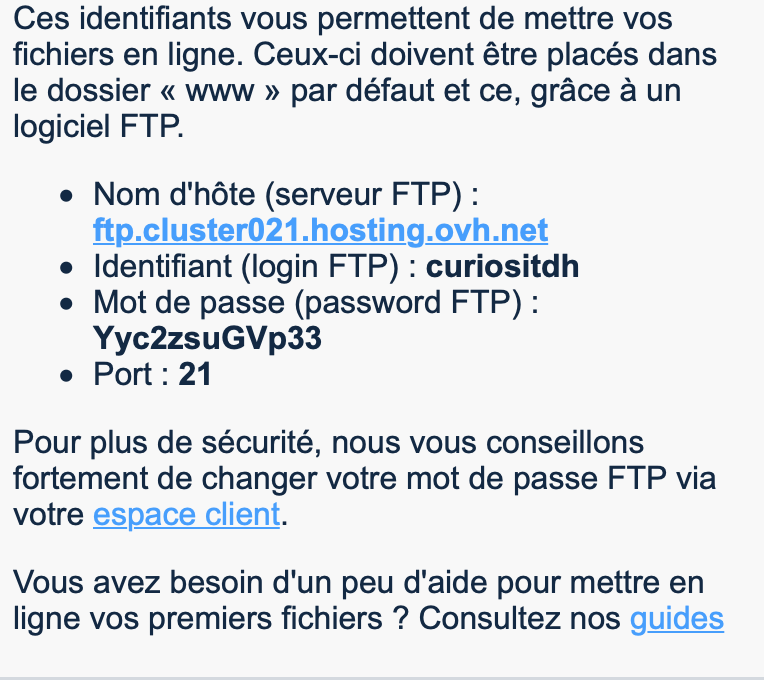 Ces identifiants vous permettent de mettre vos
fichiers en ligne. Ceux-ci doivent être placés dans
le dossier « www » par défaut et ce, grâce à un
logiciel FTP.
• Nom d'hôte (serveur FTP) :
ftp.cluster021.hosting.ovh.net
• Identifiant (login FTP) : curiositdh
• Mot de passe (password FTP) :
Yyc2zsuGVp33
• Port : 21
Pour plus de sécurité, nous vous conseillons
fortement de changer votre mot de passe FTP via
votre espace client.
Vous avez besoin d'un peu d'aide pour mettre en
ligne vos premiers fichiers ? Consultez nos guides